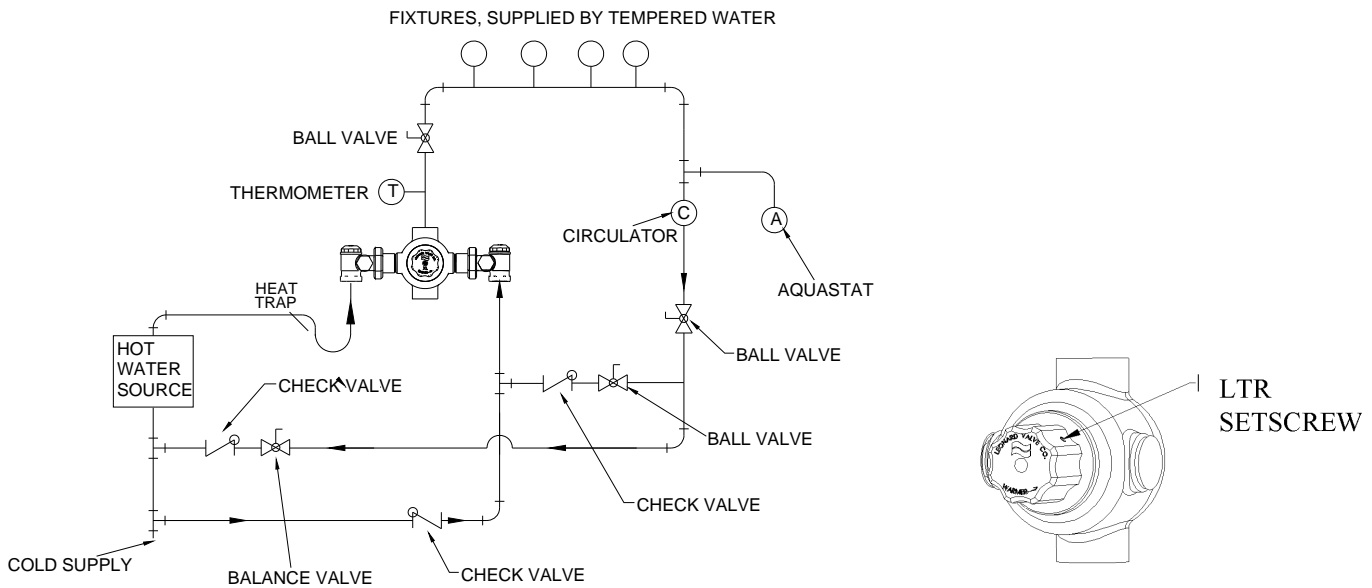 FIXTURES, SUPPLIED BY TEMPERED WATER
BALL VALVE
THERMOMETER
T
C
CIRCULATOR
A
AQUASTAT
HEAT
TRAP
HOT
WATER
SOURCE
CHECK VALVE
BALL VALVE
BALL VALVE
CHECK VALVE
COLD SUPPLY
BALANCE VALVE
CHECK VALVE
LTR
SETSCREW
LEONARD VALVE CO.
WARMER